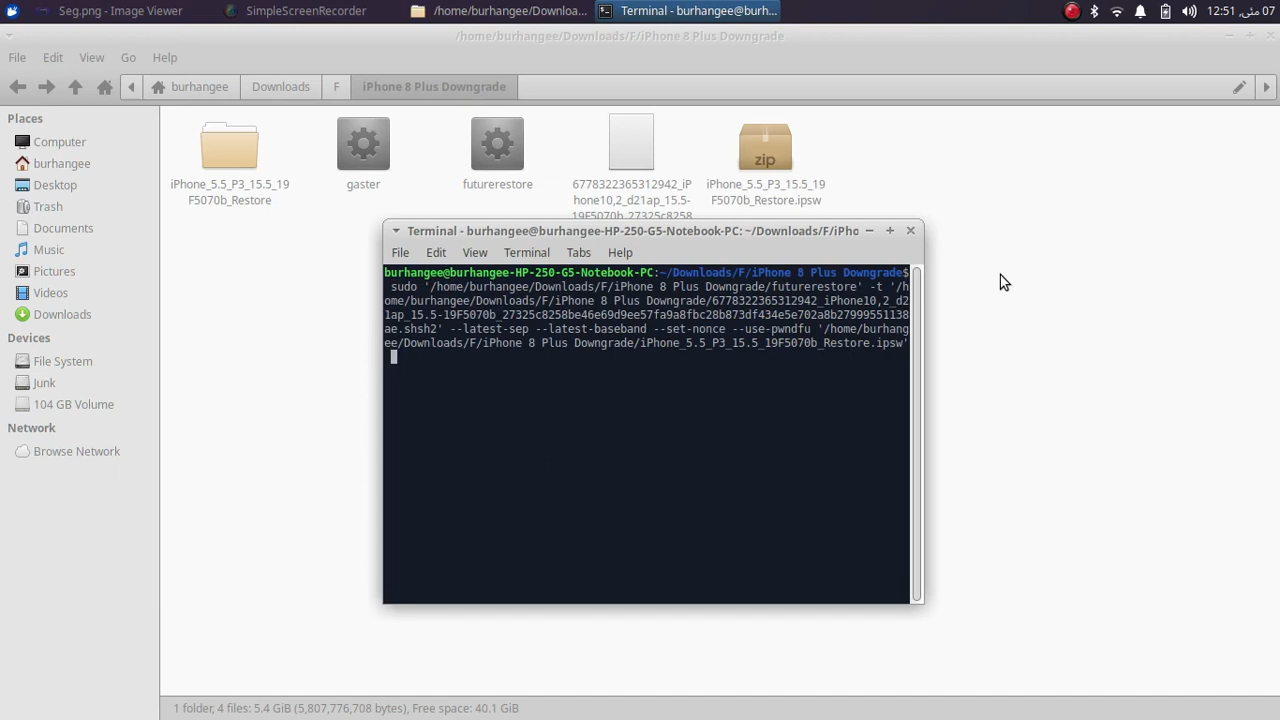 Seg.png - Image Viewer
SimpleScreenRecorder
/home/burhangee/Downloa...
Terminal - burhangee@burh...
07 مئی, 12:51
/home/burhangee/Downloads/F/iPhone 8 Plus Downgrade
File Edit View Go Help
burhangee Downloads F iPhone 8 Plus Downgrade
Places
Computer
burhangee
Desktop
Trash
Documents
Music
Pictures
Videos
Downloads
Devices
File System
Junk
104 GB Volume
Network
Browse Network
iPhone_5.5_P3_15.5_19
F5070b_Restore
gaster
futurerestore
6778322365312942_iP
hone10,2_d21ap_15.5-
19F5070b_27325c8258
zip
iPhone_5.5_P3_15.5_19
F5070b_Restore.ipsw
Terminal - burhangee@burhangee-HP-250-G5-Notebook-PC: ~/Downloads/F/iPho
File Edit View Terminal Tabs Help
burhangee@burhangee-HP-250-G5-Notebook-PC:~/Downloads/F/iPhone 8 Plus Downgrade$
sudo '/home/burhangee/Downloads/F/iPhone 8 Plus Downgrade/futurerestore' -t '/h
ome/burhangee/Downloads/F/iPhone 8 Plus Downgrade/6778322365312942_iPhone10,2_d2
1ap_15.5-19F5070b_27325c8258be46e69d9ee57fa9a8fbc28b873df434e5e702a8b27999551138
ae.shsh2' --latest-sep --latest-baseband --set-nonce --use-pwndfu '/home/burhang
ee/Downloads/F/iPhone 8 Plus Downgrade/iPhone_5.5_P3_15.5_19F5070b_Restore.ipsw'
1 folder, 4 files: 5.4 GiB (5,807,776,708 bytes), Free space: 40.1 GiB